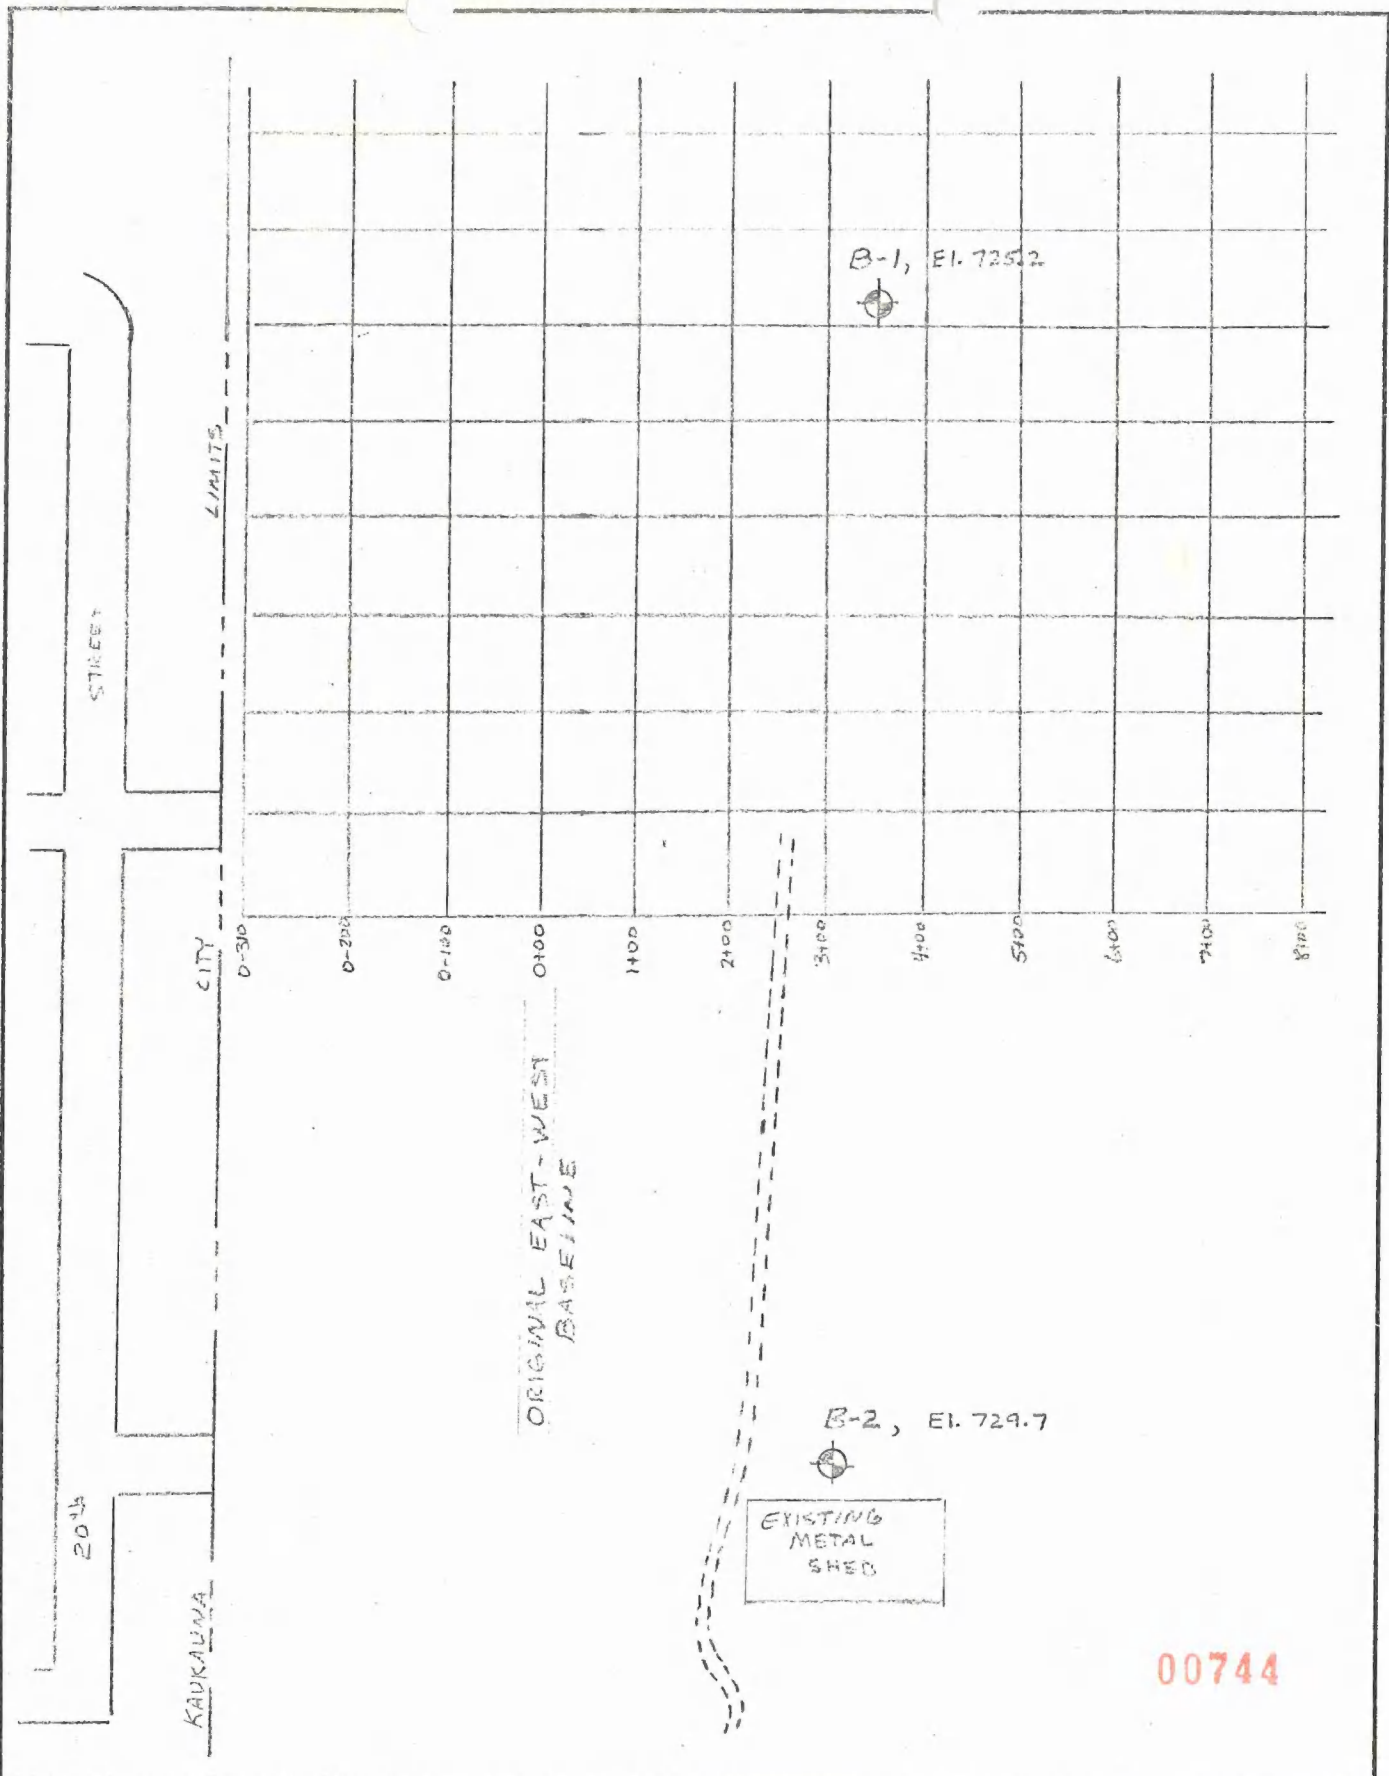 B-1, El. 725.2
STREET
LIMITS
CITY
0-310
0-200
0-100
0+00
1+00
2+00
3+00
4+00
5+00
6+00
7+00
8+00
ORIGINAL EAST-WEST
BASELINE
B-2, El. 729.7
20th
EXISTING
METAL
SHED
KAUKAUNA
00744